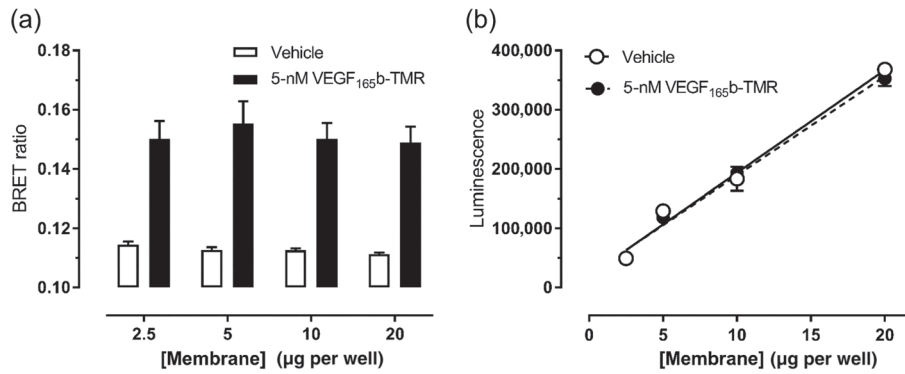 (a)
0.18
0.16
0.14
0.12
0.10
BRET ratio
Vehicle
5-nM VEGF165b-TMR
2.5 5 10 20
[Membrane] (μg per well)
(b)
400,000
300,000
200,000
100,000
0
Luminescence
Vehicle
5-nM VEGF165b-TMR
0 5 10 15 20
[Membrane] (μg per well)